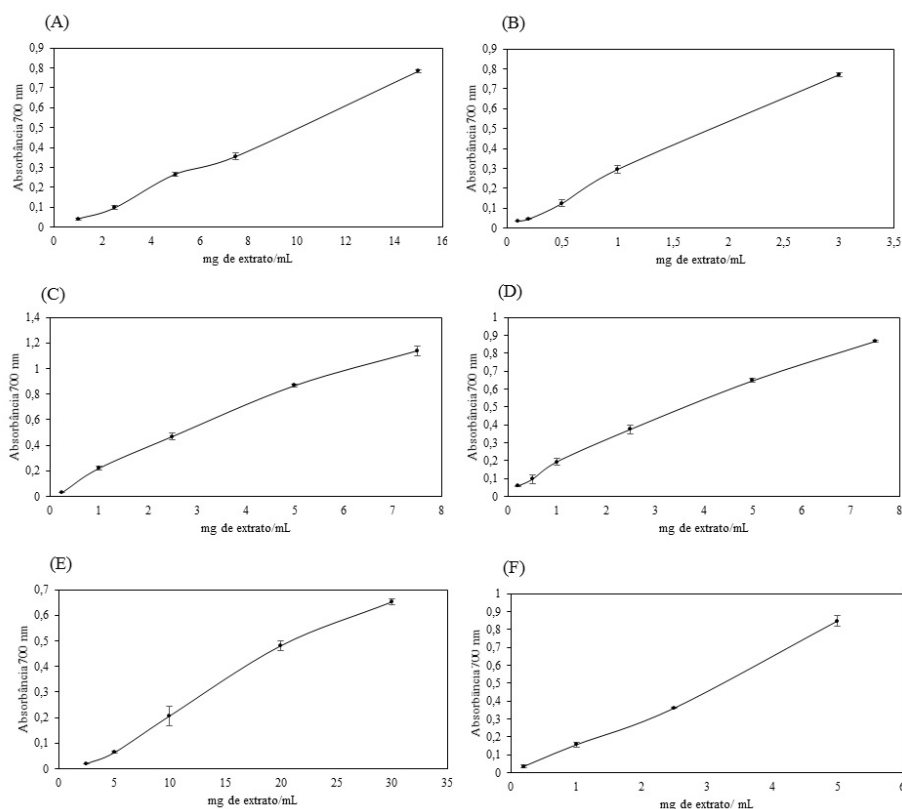 (A)
0,9
0,8
0,7
0,6
0,5
0,4
0,3
0,2
0,1
0
Absorbância 700 nm
0 2 4 6 8 10 12 14 16
mg de extrato/mL
(B)
0,9
0,8
0,7
0,6
0,5
0,4
0,3
0,2
0,1
0
Absorbância 700 nm
0 0,5 1 1,5 2 2,5 3 3,5
mg de extrato/mL
(C)
1,4
1,2
1
0,8
0,6
0,4
0,2
0
Absorbância 700 nm
0 1 2 3 4 5 6 7 8
mg de extrato/mL
(D)
1
0,9
0,8
0,7
0,6
0,5
0,4
0,3
0,2
0,1
0
Absorbância 700 nm
0 1 2 3 4 5 6 7 8
mg de extrato/mL
(E)
0,7
0,6
0,5
0,4
0,3
0,2
0,1
0
Absorbância 700 nm
0 5 10 15 20 25 30 35
mg de extrato/mL
(F)
1
0,9
0,8
0,7
0,6
0,5
0,4
0,3
0,2
0,1
0
Absorbância 700 nm
0 1 2 3 4 5 6
mg de extrato/ mL